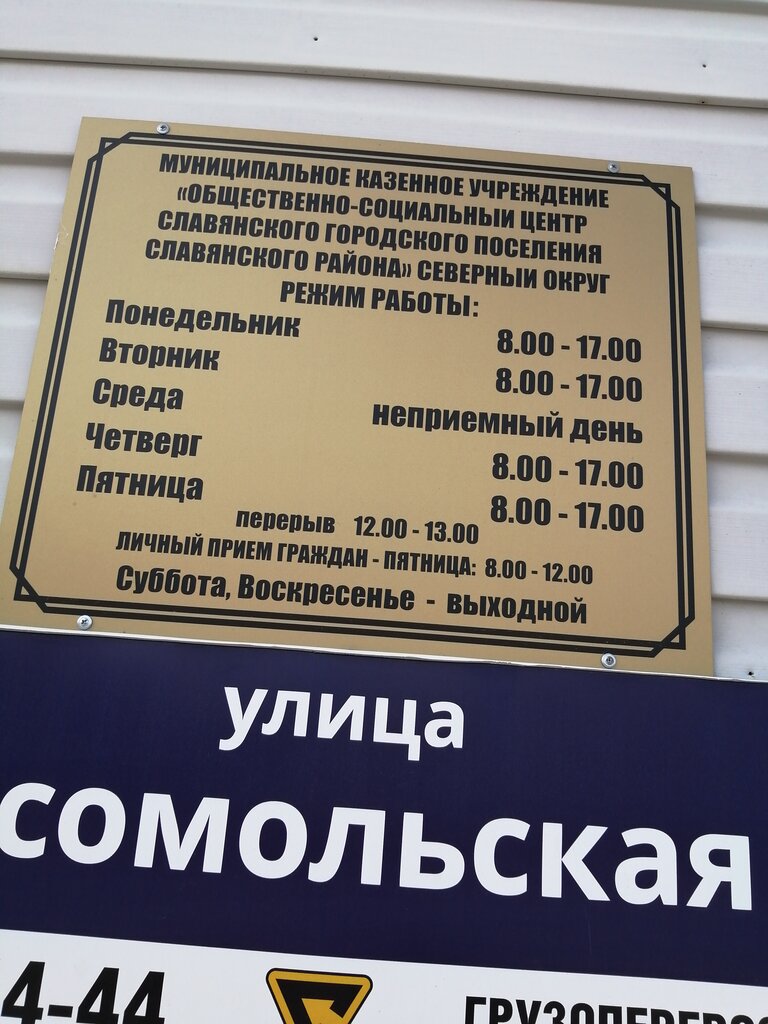 МУНИЦИПАЛЬНОЕ КАЗЕННОЕ УЧРЕЖДЕНИЕ
«ОБЩЕСТВЕННО-СОЦИАЛЬНЫИ ЦЕНТР
СЛАВЯНСКОГО ГОРОДСКОГО ПОСЕЛЕНИЯ
СЛАВЯНСКОГО РАЙОНА» СЕВЕРНЫИ ОКРУГ
РЕЖИМ РАБОТЫ:
Понедельник 8.00 - 17.00
Вторник 8.00 - 17.00
Среда неприемный день
Четверг 8.00 - 17.00
Пятница 8.00 - 17.00
перерыв 12.00 - 13.00
ЛИЧНЫЙ ПРИЕМ ГРАЖДАН - ПЯТНИЦА: 8.00 - 12.00
Суббота, Воскресенье - выходной
улица
сомольская
4-44